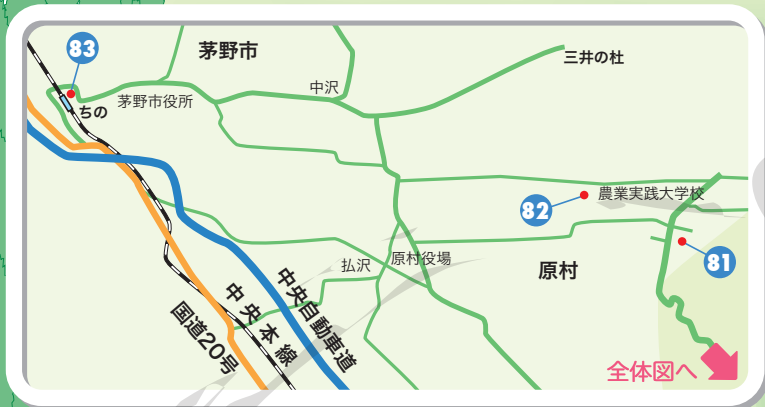 83
茅野市
三井の杜
中沢
茅野市役所
ちの
農業実践大学校
82
81
原村役場
払沢
原村
中央自動車道
中央本線
国道20号
全体図へ